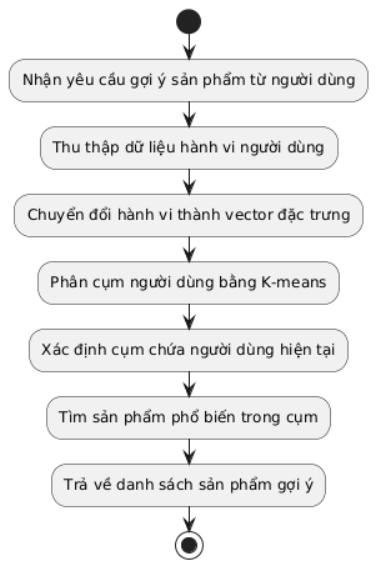 Nhận yêu cầu gợi ý sản phẩm từ người dùng
Thu thập dữ liệu hành vi người dùng
Chuyển đổi hành vi thành vector đặc trưng
Phân cụm người dùng bằng K-means
Xác định cụm chứa người dùng hiện tại
Tìm sản phẩm phổ biến trong cụm
Trả về danh sách sản phẩm gợi ý